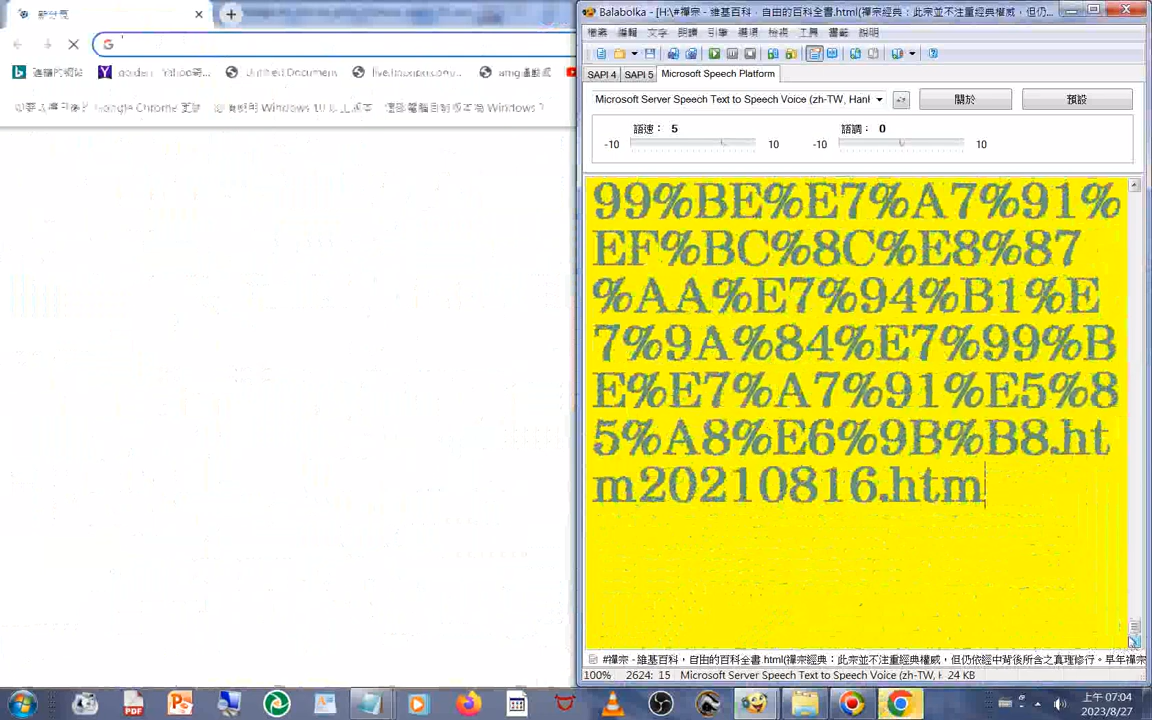 新分頁
Balabolka - [H:\#禪宗 - 維基百科，自由的百科全書.html(禪宗經典：此宗並不注重經典權威，但仍...
檔案 編輯 文字 朗讀 引擎 選項 檢視 工具 書籤 說明
SAPI 4 SAPI 5 Microsoft Speech Platform
golden - Yahoo奇...
Untitled Document
Microsoft Server Speech Text to Speech Voice (zh-TW, Hanl
關於
預設
語速： 5
語調： 0
-10 10 -10 10
99%BE%E7%A7%91%
EF%BC%8C%E8%87
%AA%E7%94%B1%E
7%9A%84%E7%99%B
E%E7%A7%91%E5%8
5%A8%E6%9B%B8.ht
m20210816.htm
#禪宗 - 維基百科，自由的百科全書.html(禪宗經典：此宗並不注重經典權威，但仍依經中背後所含之真理修行。早年禪宗
100% 2624: 15 Microsoft Server Speech Text to Speech Voice (zh-TW, H 24 KB
上午 07:04
2023/8/27